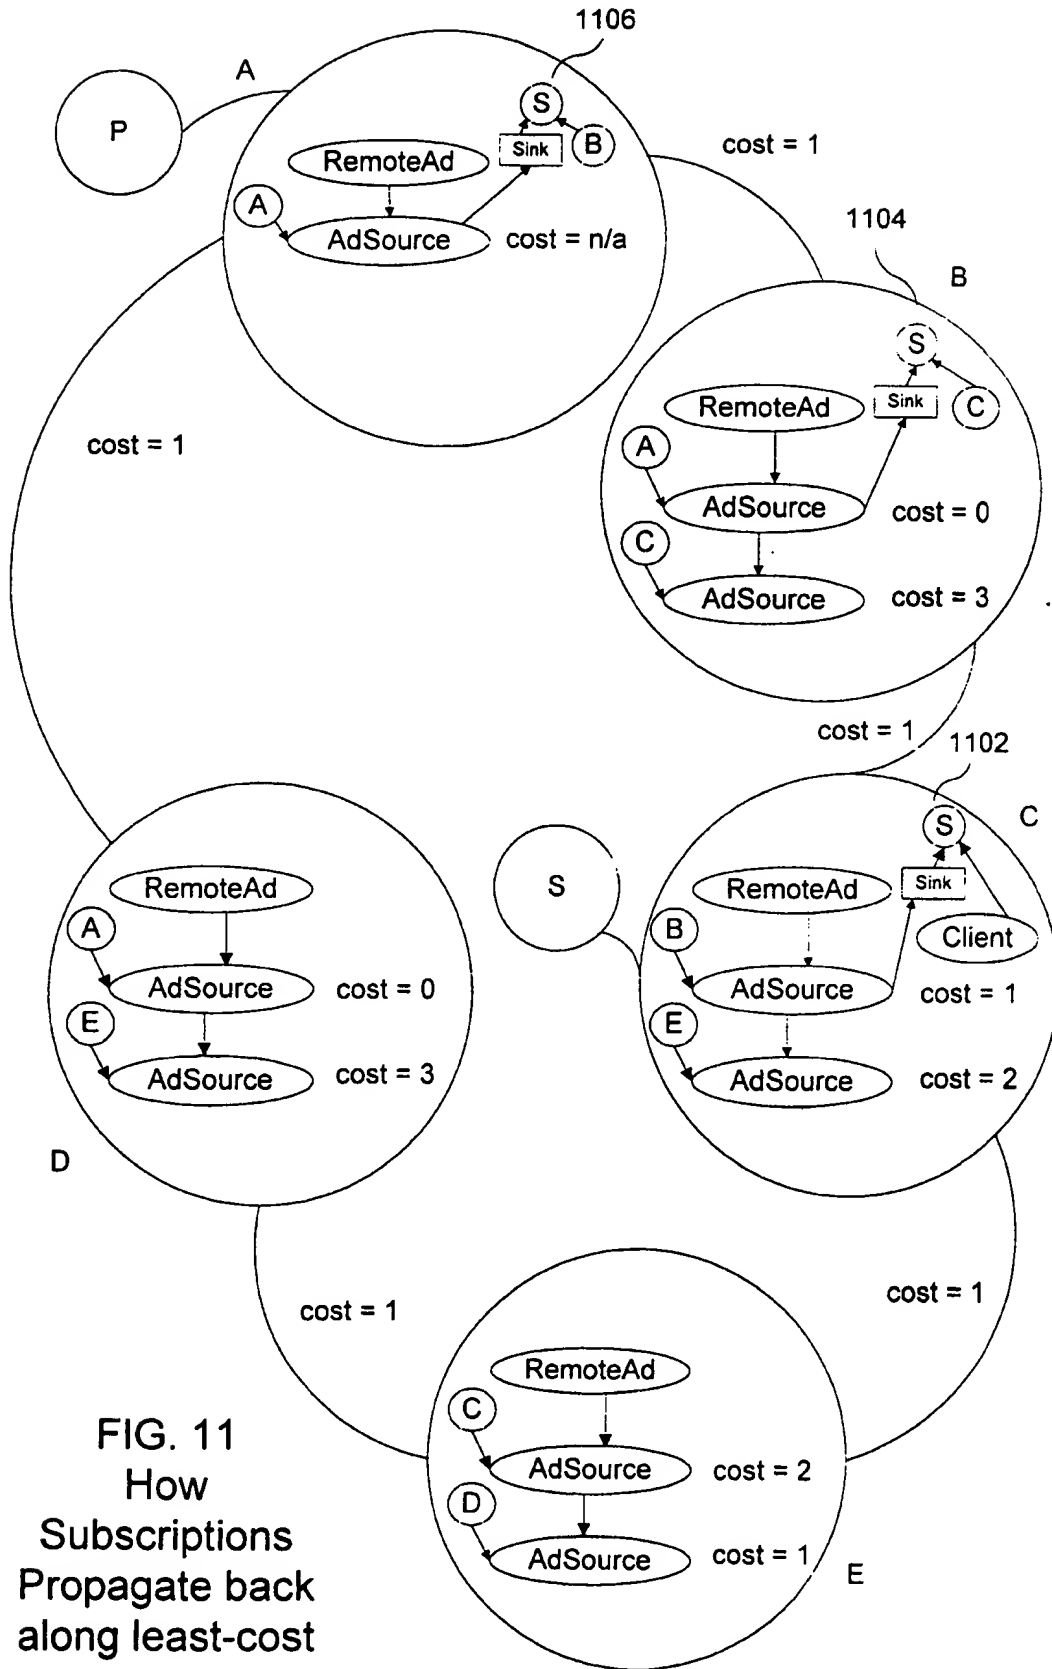 1106
A
P
S
B
Sink
RemoteAd
A
AdSource
cost = n/a
cost = 1
1104
B
S
Sink
C
RemoteAd
A
AdSource
cost = 0
C
AdSource
cost = 3
cost = 1
cost = 1
1102
C
S
Sink
Client
S
RemoteAd
B
AdSource
cost = 1
E
AdSource
cost = 2
RemoteAd
A
AdSource
cost = 0
E
AdSource
cost = 3
D
cost = 1
cost = 1
RemoteAd
C
AdSource
cost = 2
D
AdSource
cost = 1
E
FIG. 11
How
Subscriptions
Propagate back
along least-cost